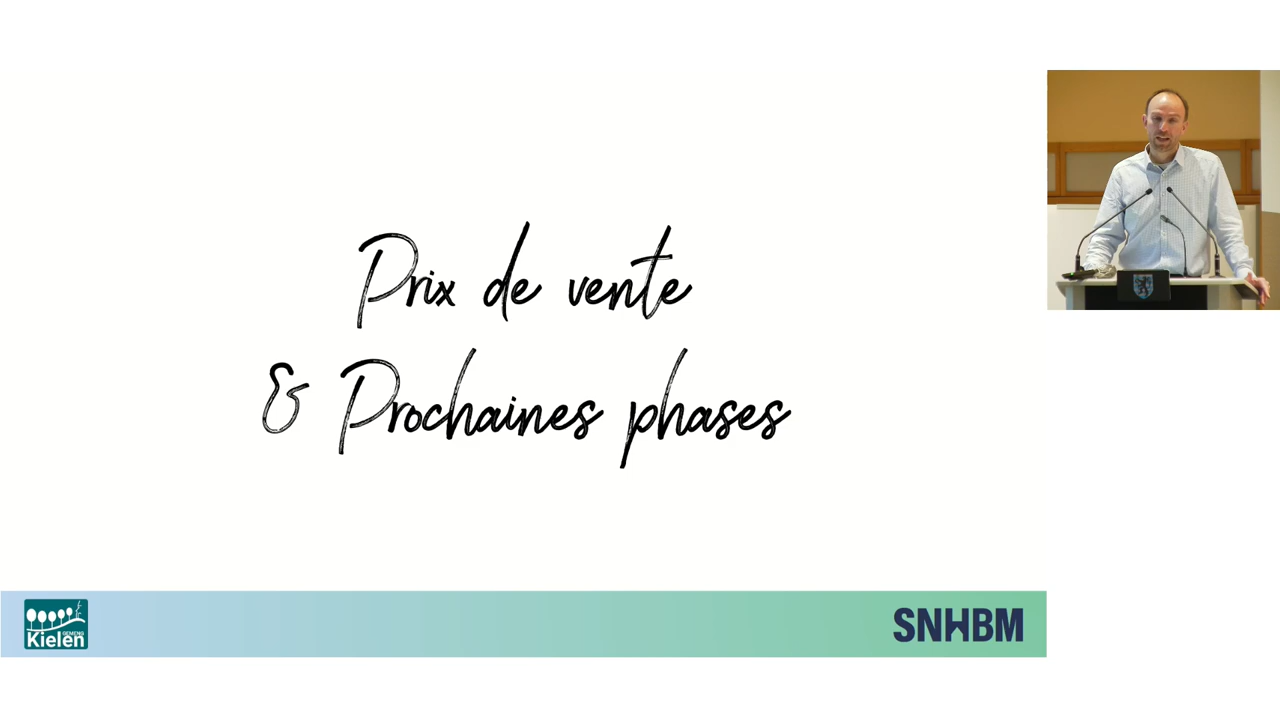 Prix de vente
& Prochaines phases
GEMENG
Kielen
SNHBM